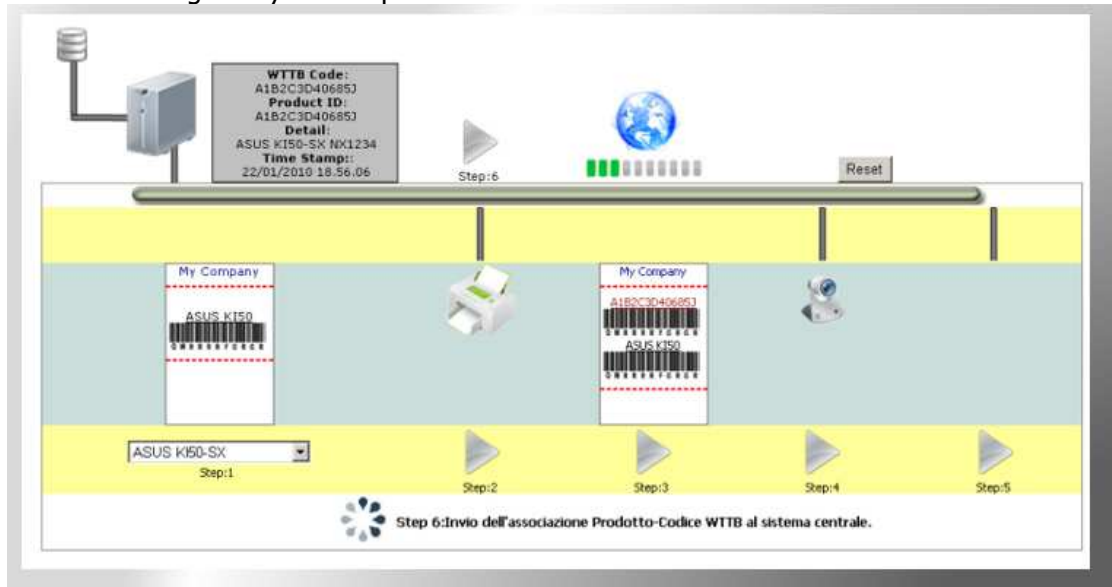 WTTB Code:
A1B2C3D40685J
Product ID:
A1B2C3D40685J
Detail:
ASUS KI50-SX NX1234
Time Stamp::
22/01/2010 18.56.06
Step:6
Reset
My Company
ASUS KI50
My Company
A1B2C3D40685J
ASUS KI50
ASUS KI50-SX
Step:1
Step:2
Step:3
Step:4
Step:5
Step 6:Invio dell'associazione Prodotto-Codice WTTB al sistema centrale.